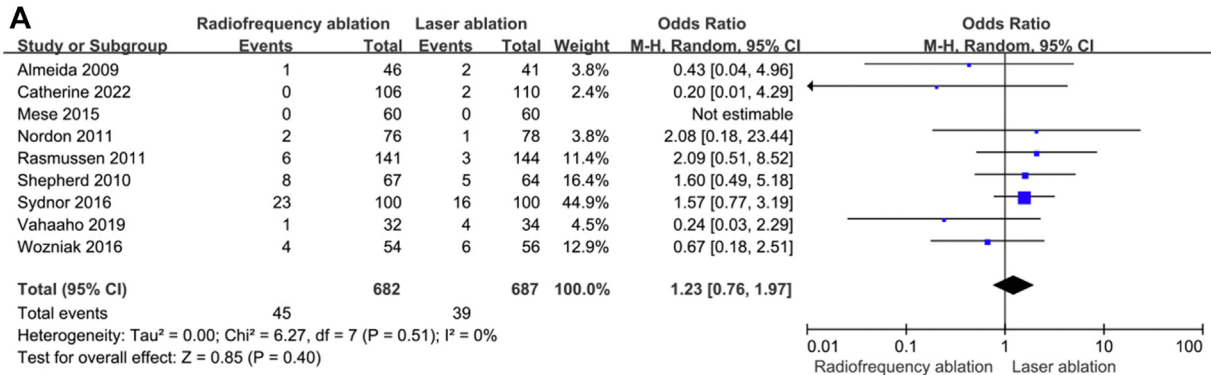 A
Radiofrequency ablation Laser ablation Odds Ratio Odds Ratio
Study or Subgroup Events Total Events Total Weight M-H, Random, 95% CI M-H, Random, 95% CI
Almeida 2009 1 46 2 41 3.8% 0.43 [0.04, 4.96]
Catherine 2022 0 106 2 110 2.4% 0.20 [0.01, 4.29]
Mese 2015 0 60 0 60 Not estimable
Nordon 2011 2 76 1 78 3.8% 2.08 [0.18, 23.44]
Rasmussen 2011 6 141 3 144 11.4% 2.09 [0.51, 8.52]
Shepherd 2010 8 67 5 64 16.4% 1.60 [0.49, 5.18]
Sydnor 2016 23 100 16 100 44.9% 1.57 [0.77, 3.19]
Vahaaho 2019 1 32 4 34 4.5% 0.24 [0.03, 2.29]
Wozniak 2016 4 54 6 56 12.9% 0.67 [0.18, 2.51]
Total (95% CI) 682 687 100.0% 1.23 [0.76, 1.97]
Total events 45 39
Heterogeneity: Tau² = 0.00; Chi² = 6.27, df = 7 (P = 0.51); I² = 0%
Test for overall effect: Z = 0.85 (P = 0.40)
0.01 0.1 1 10 100
Radiofrequency ablation Laser ablation